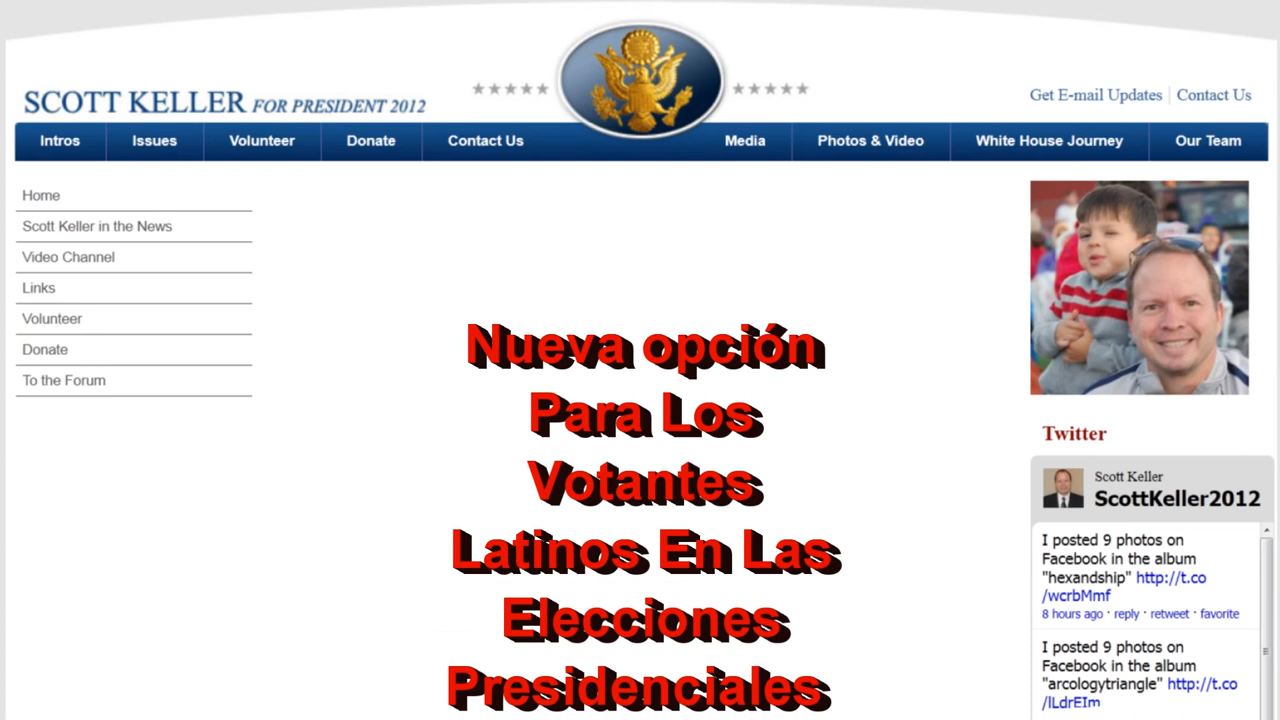 SCOTT KELLER FOR PRESIDENT 2012
Get E-mail Updates Contact Us
Intros Issues Volunteer Donate Contact Us Media Photos & Video White House Journey Our Team
Home
Scott Keller in the News
Video Channel
Links
Volunteer
Donate
To the Forum
Nueva opción
Para Los
Votantes
Latinos En Las
Elecciones
Presidenciales
Twitter
Scott Keller
ScottKeller2012
I posted 9 photos on
Facebook in the album
"hexandship" http://t.co
/wcrbMmf
8 hours ago · reply · retweet · favorite
I posted 9 photos on
Facebook in the album
"arcologytriangle" http://t.co
/lLdrEIm